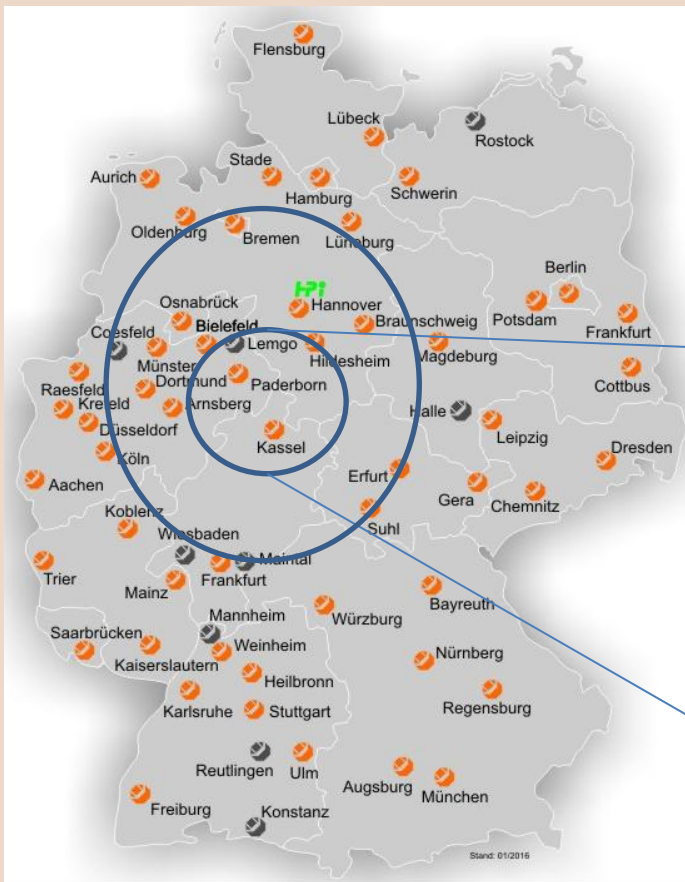 Flensburg
Lübeck
Rostock
Stade
Aurich
Hamburg
Schwerin
Oldenburg
Bremen
Lüneburg
HPi
Berlin
Osnabrück
Hannover
Potsdam
Frankfurt
Coesfeld
Bielefeld
Braunschweig
Lemgo
Münster
Hildesheim
Magdeburg
Raesfeld
Dortmund
Paderborn
Cottbus
Krefeld
Arnsberg
Halle
Düsseldorf
Kassel
Leipzig
Köln
Dresden
Aachen
Erfurt
Gera
Chemnitz
Koblenz
Suhl
Wiesbaden
Maintal
Trier
Frankfurt
Mainz
Bayreuth
Würzburg
Mannheim
Saarbrücken
Weinheim
Kaiserslautern
Nürnberg
Heilbronn
Karlsruhe
Stuttgart
Regensburg
Reutlingen
Ulm
Augsburg
München
Freiburg
Konstanz
Stand: 01/2016